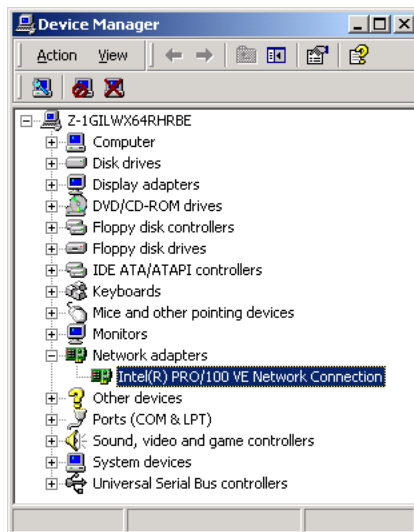 Device Manager
Action View
Z-1GILWX64RHRBE
Computer
Disk drives
Display adapters
DVD/CD-ROM drives
Floppy disk controllers
Floppy disk drives
IDE ATA/ATAPI controllers
Keyboards
Mice and other pointing devices
Monitors
Network adapters
Intel(R) PRO/100 VE Network Connection
Other devices
Ports (COM & LPT)
Sound, video and game controllers
System devices
Universal Serial Bus controllers